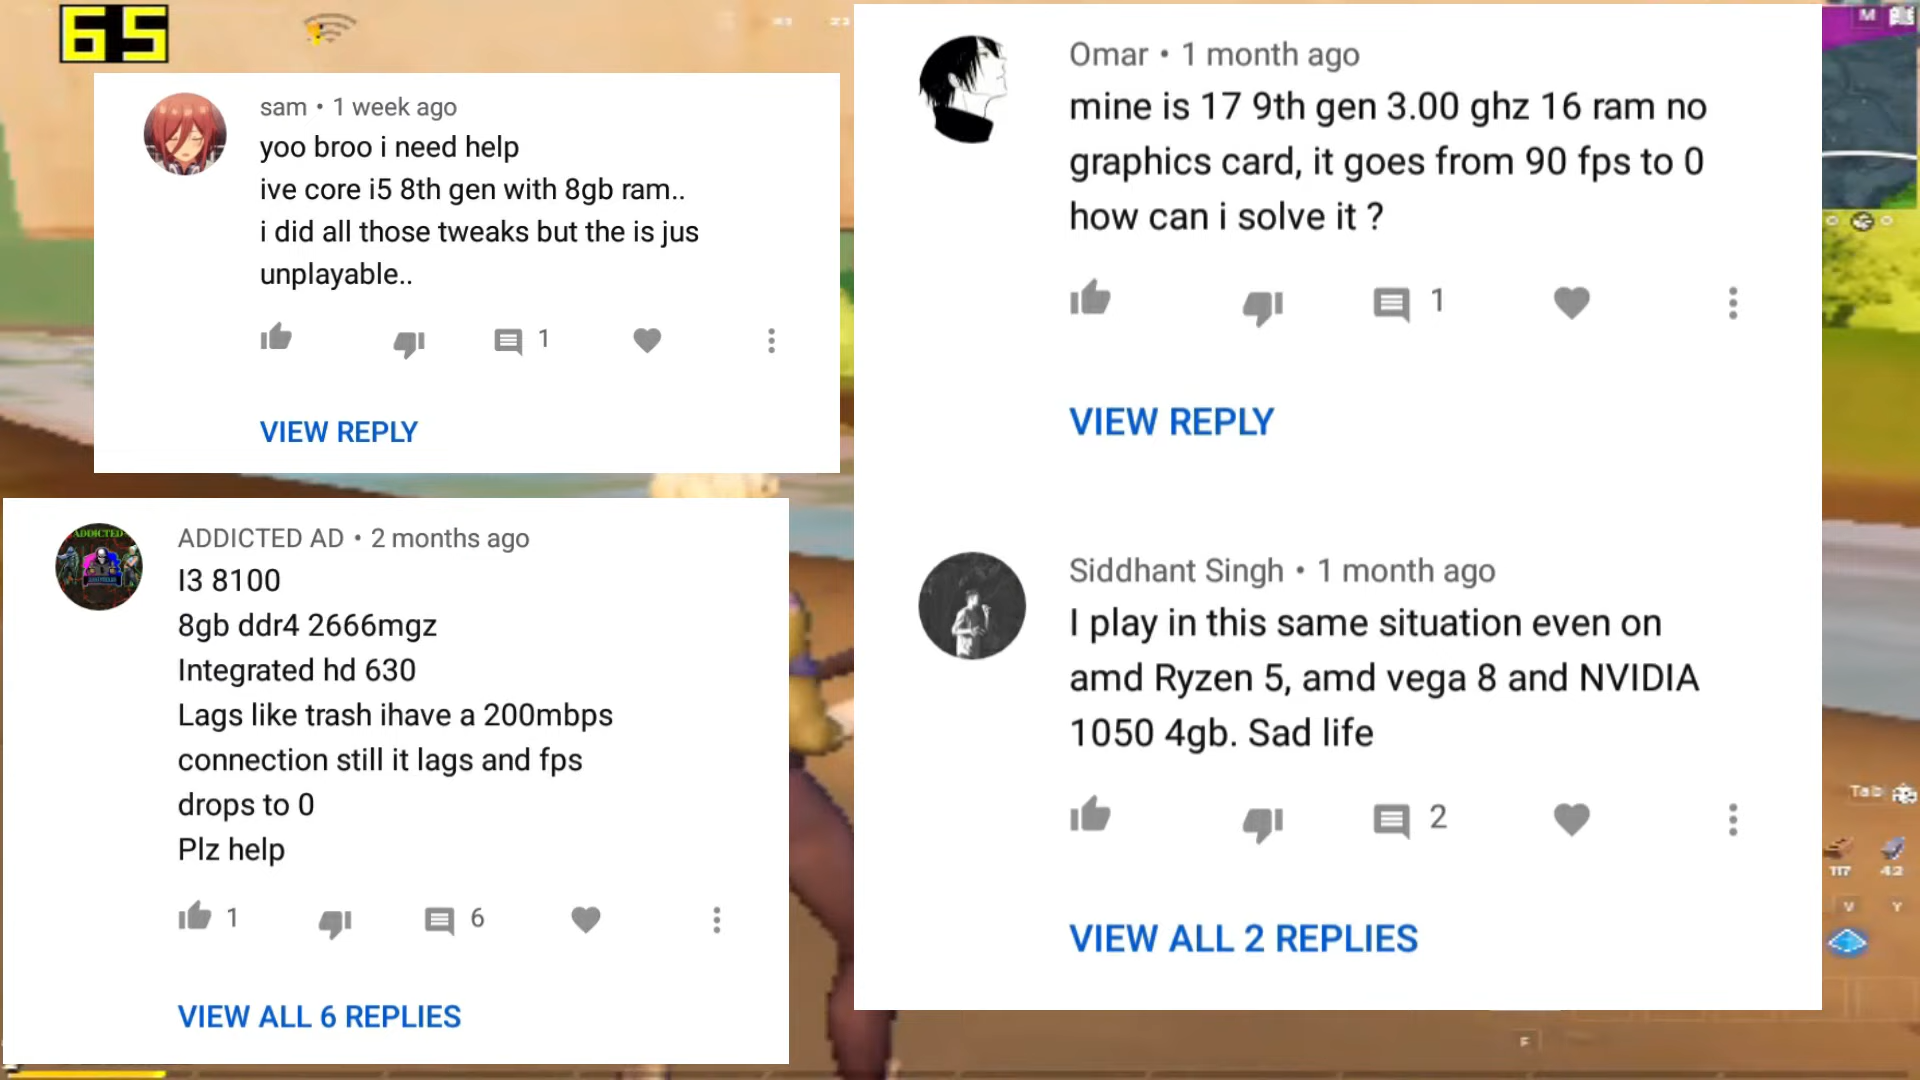 65
sam • 1 week ago
yoo broo i need help
ive core i5 8th gen with 8gb ram..
i did all those tweaks but the is jus
unplayable..
1
VIEW REPLY
ADDICTED
ADDICTED AD • 2 months ago
I3 8100
8gb ddr4 2666mgz
Integrated hd 630
Lags like trash ihave a 200mbps
connection still it lags and fps
drops to 0
Plz help
1 6
VIEW ALL 6 REPLIES
Omar • 1 month ago
mine is 17 9th gen 3.00 ghz 16 ram no
graphics card, it goes from 90 fps to 0
how can i solve it ?
1
VIEW REPLY
Siddhant Singh • 1 month ago
I play in this same situation even on
amd Ryzen 5, amd vega 8 and NVIDIA
1050 4gb. Sad life
2
VIEW ALL 2 REPLIES
M
Tab
117 42
V Y
F